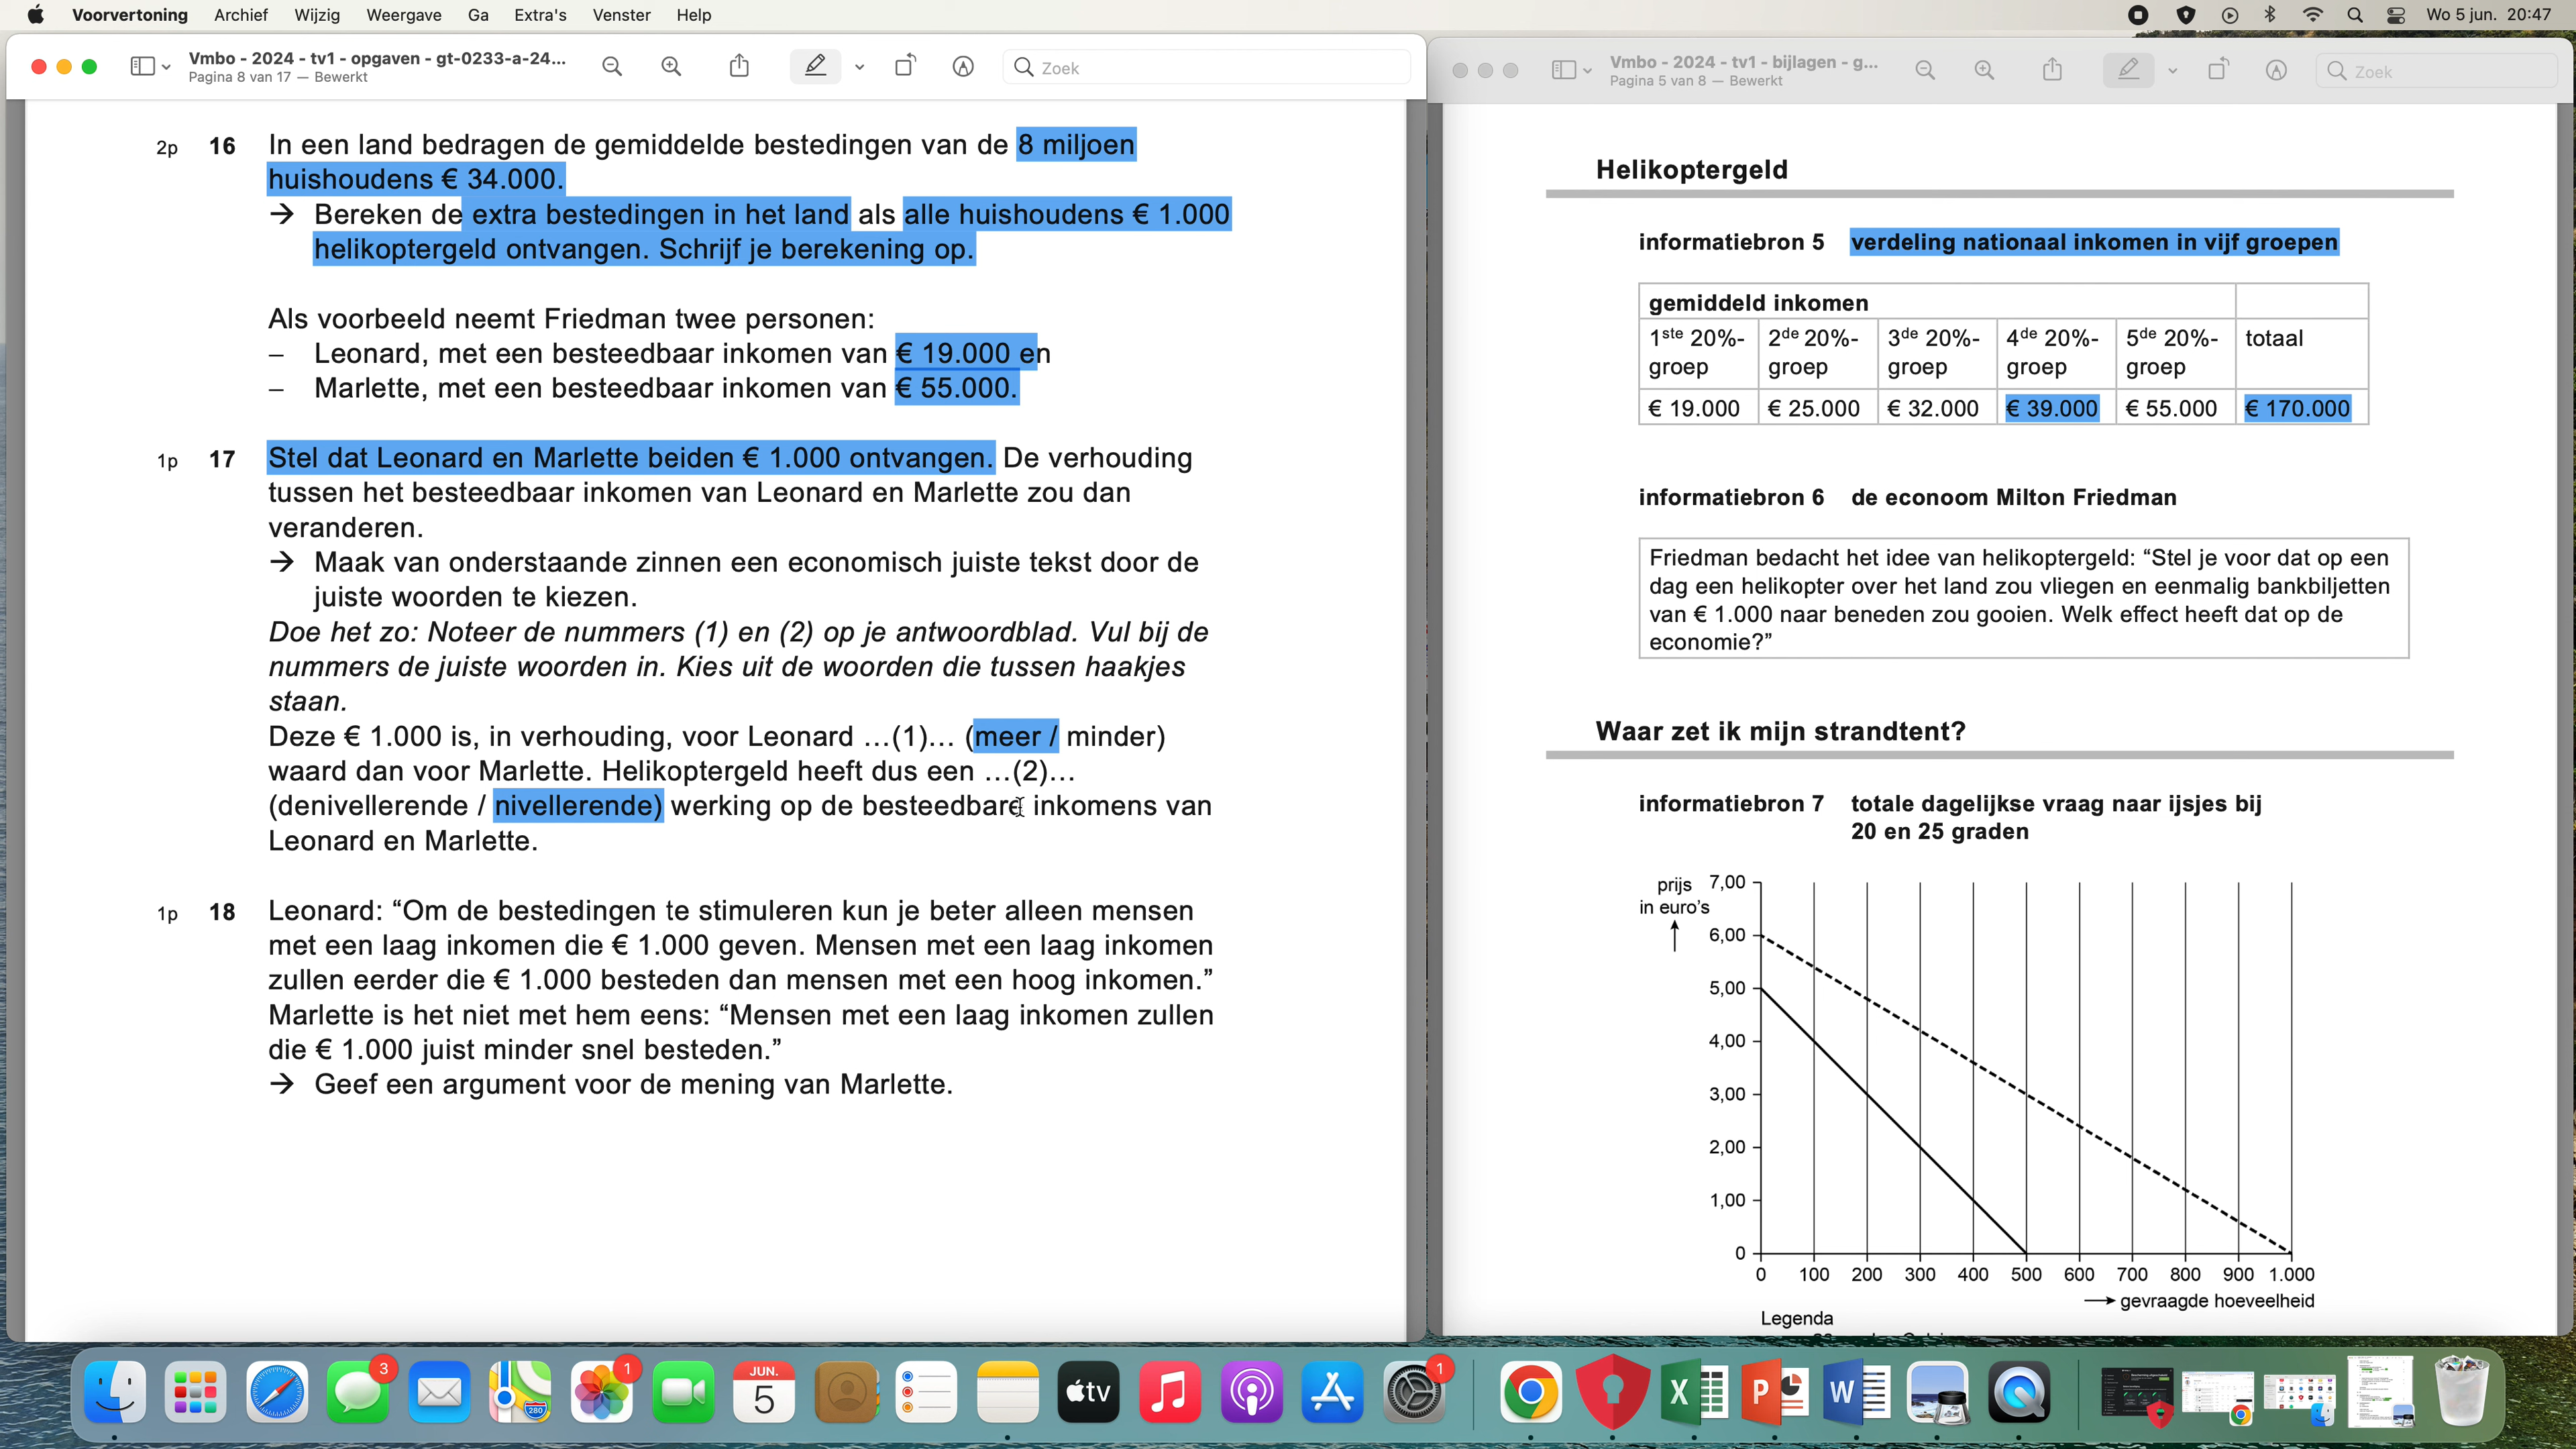 Voorvertoning Archief Wijzig Weergave Ga Extra's Venster Help
Wo 5 jun. 20:47
Vmbo - 2024 - tv1 - opgaven - gt-0233-a-24...
Pagina 8 van 17 — Bewerkt
Zoek
2p 16 In een land bedragen de gemiddelde bestedingen van de 8 miljoen
huishoudens € 34.000.
→ Bereken de extra bestedingen in het land als alle huishoudens € 1.000
helikoptergeld ontvangen. Schrijf je berekening op.
Als voorbeeld neemt Friedman twee personen:
– Leonard, met een besteedbaar inkomen van € 19.000 en
– Marlette, met een besteedbaar inkomen van € 55.000.
1p 17 Stel dat Leonard en Marlette beiden € 1.000 ontvangen. De verhouding
tussen het besteedbaar inkomen van Leonard en Marlette zou dan
veranderen.
→ Maak van onderstaande zinnen een economisch juiste tekst door de
juiste woorden te kiezen.
Doe het zo: Noteer de nummers (1) en (2) op je antwoordblad. Vul bij de
nummers de juiste woorden in. Kies uit de woorden die tussen haakjes
staan.
Deze € 1.000 is, in verhouding, voor Leonard …(1)… (meer / minder)
waard dan voor Marlette. Helikoptergeld heeft dus een …(2)…
(denivellerende / nivellerende) werking op de besteedbare inkomens van
Leonard en Marlette.
1p 18 Leonard: “Om de bestedingen te stimuleren kun je beter alleen mensen
met een laag inkomen die € 1.000 geven. Mensen met een laag inkomen
zullen eerder die € 1.000 besteden dan mensen met een hoog inkomen.”
Marlette is het niet met hem eens: “Mensen met een laag inkomen zullen
die € 1.000 juist minder snel besteden.”
→ Geef een argument voor de mening van Marlette.
Vmbo - 2024 - tv1 - bijlagen - g...
Pagina 5 van 8 — Bewerkt
Zoek
Helikoptergeld
informatiebron 5 verdeling nationaal inkomen in vijf groepen
gemiddeld inkomen
1ste 20%-groep 2de 20%-groep 3de 20%-groep 4de 20%-groep 5de 20%-groep totaal
€ 19.000 € 25.000 € 32.000 € 39.000 € 55.000 € 170.000
informatiebron 6 de econoom Milton Friedman
Friedman bedacht het idee van helikoptergeld: “Stel je voor dat op een
dag een helikopter over het land zou vliegen en eenmalig bankbiljetten
van € 1.000 naar beneden zou gooien. Welk effect heeft dat op de
economie?”
Waar zet ik mijn strandtent?
informatiebron 7 totale dagelijkse vraag naar ijsjes bij
20 en 25 graden
prijs
in euro’s
7,00
6,00
5,00
4,00
3,00
2,00
1,00
0
0 100 200 300 400 500 600 700 800 900 1.000
gevraagde hoeveelheid
Legenda
3
280
1
JUN.
5
tv
1
X
P
W